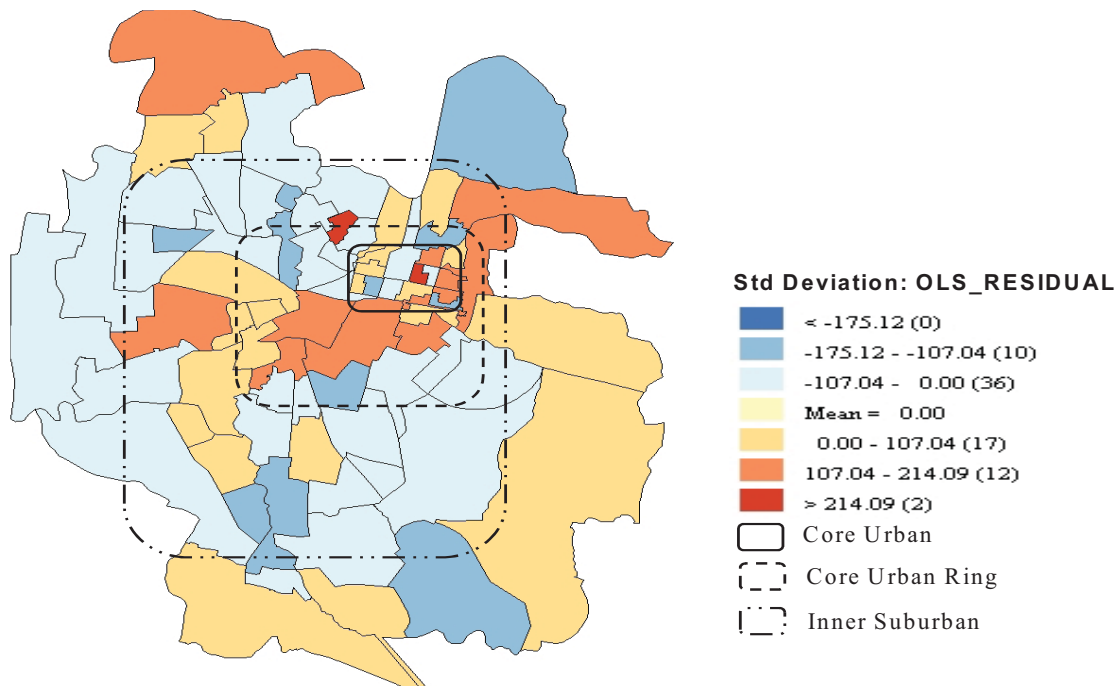 Std Deviation: OLS_RESIDUAL
< -175.12 (0)
-175.12 - -107.04 (10)
-107.04 - 0.00 (36)
Mean = 0.00
0.00 - 107.04 (17)
107.04 - 214.09 (12)
> 214.09 (2)
Core Urban
Core Urban Ring
Inner Suburban